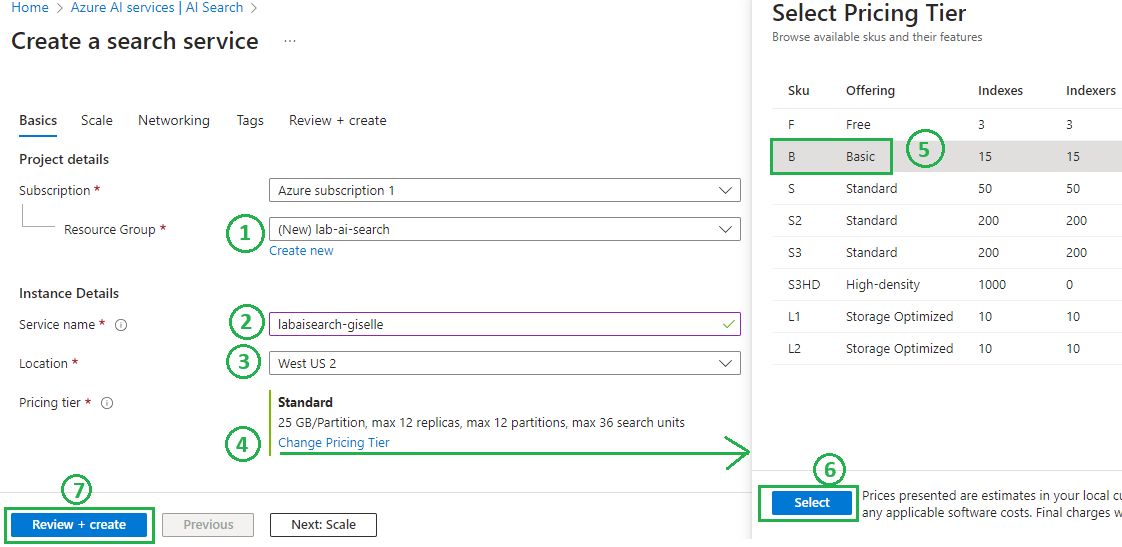 Home > Azure AI services | AI Search >
Create a search service ...
Basics Scale Networking Tags Review + create
Project details
Subscription * Azure subscription 1
Resource Group * 1 (New) lab-ai-search
Create new
Instance Details
Service name * 2 labaisearch-giselle
Location * 3 West US 2
Pricing tier * Standard
25 GB/Partition, max 12 replicas, max 12 partitions, max 36 search units
4 Change Pricing Tier
7
Review + create Previous Next: Scale
Select Pricing Tier
Browse available skus and their features
Sku Offering Indexes Indexers
F Free 3 3
B Basic 5 15 15
S Standard 50 50
S2 Standard 200 200
S3 Standard 200 200
S3HD High-density 1000 0
L1 Storage Optimized 10 10
L2 Storage Optimized 10 10
6
Select
Prices presented are estimates in your local
any applicable software costs. Final charges